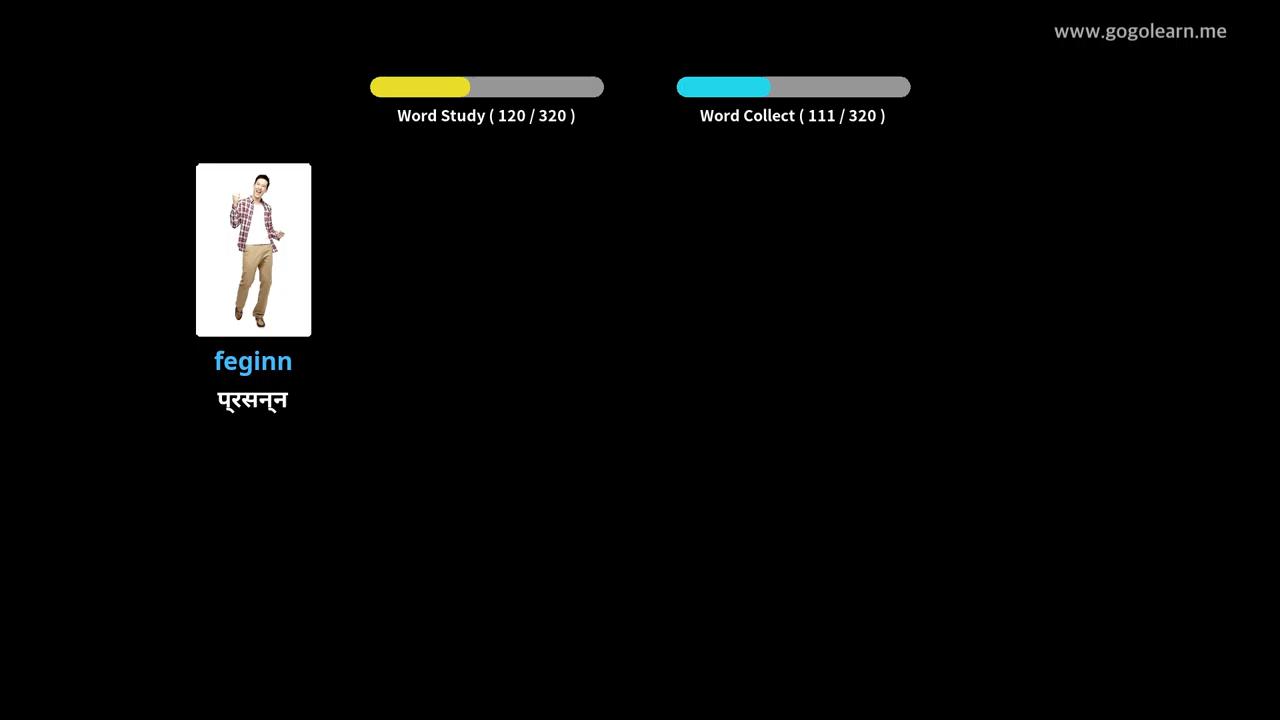 www.gogolearn.me
Word Study ( 120 / 320 )
Word Collect ( 111 / 320 )
feginn
प्रसन्न